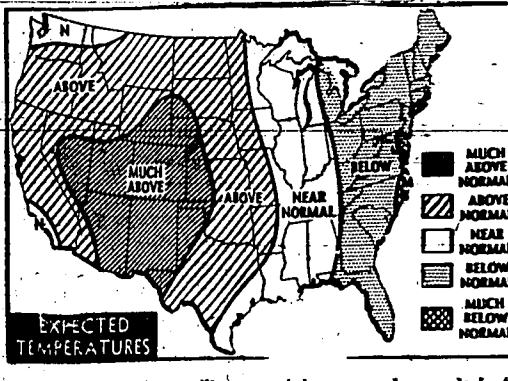 N
ABOVE
MUCH
ABOVE
ABOVE
NEAR
NORMAL
BELOW
N
MUCH
ABOVE
NORMAL
ABOVE
NORMAL
NEAR
NORMAL
BELOW
NORMAL
MUCH
BELOW
NORMAL
EXPECTED
TEMPERATURES